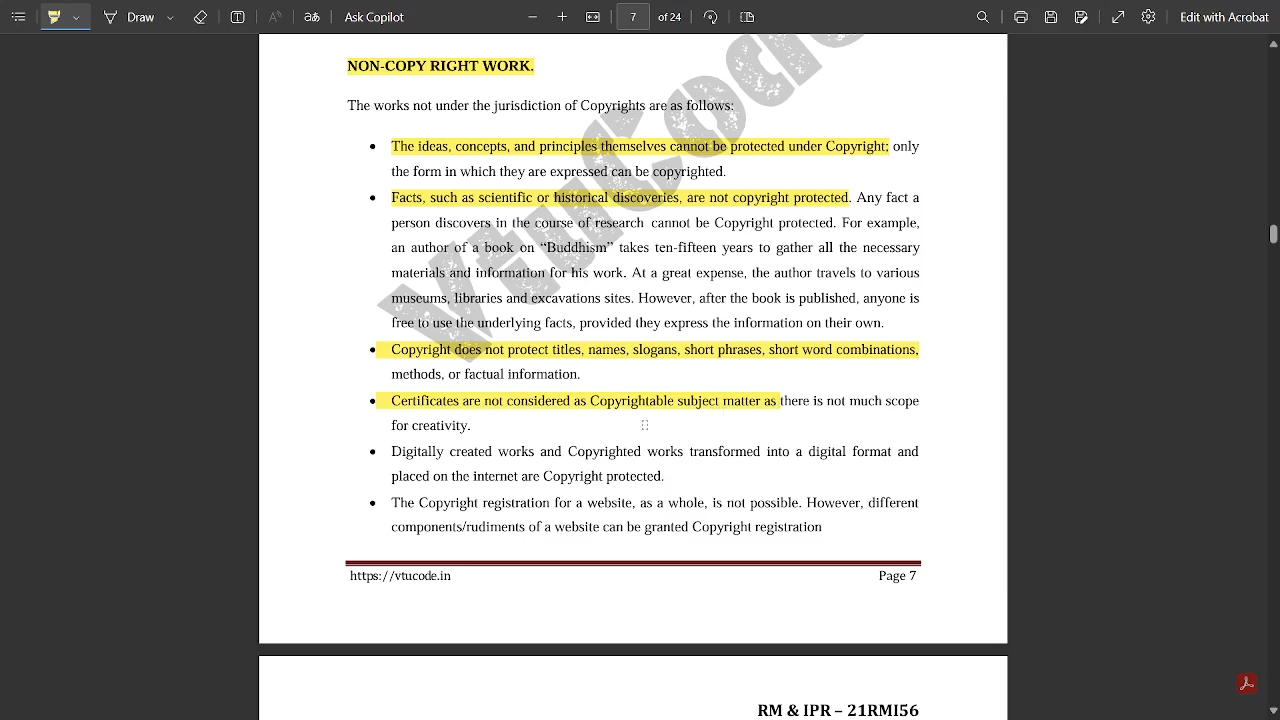 Draw
Ask Copilot
7
of 24
Edit with Acrobat
NON-COPY RIGHT WORK.
The works not under the jurisdiction of Copyrights are as follows:
• The ideas, concepts, and principles themselves cannot be protected under Copyright; only
the form in which they are expressed can be copyrighted.
• Facts, such as scientific or historical discoveries, are not copyright protected. Any fact a
person discovers in the course of research cannot be Copyright protected. For example,
an author of a book on “Buddhism” takes ten-fifteen years to gather all the necessary
materials and information for his work. At a great expense, the author travels to various
museums, libraries and excavations sites. However, after the book is published, anyone is
free to use the underlying facts, provided they express the information on their own.
• Copyright does not protect titles, names, slogans, short phrases, short word combinations,
methods, or factual information.
• Certificates are not considered as Copyrightable subject matter as there is not much scope
for creativity.
• Digitally created works and Copyrighted works transformed into a digital format and
placed on the internet are Copyright protected.
• The Copyright registration for a website, as a whole, is not possible. However, different
components/rudiments of a website can be granted Copyright registration
https://vtucode.in
Page 7
RM & IPR – 21RMI56